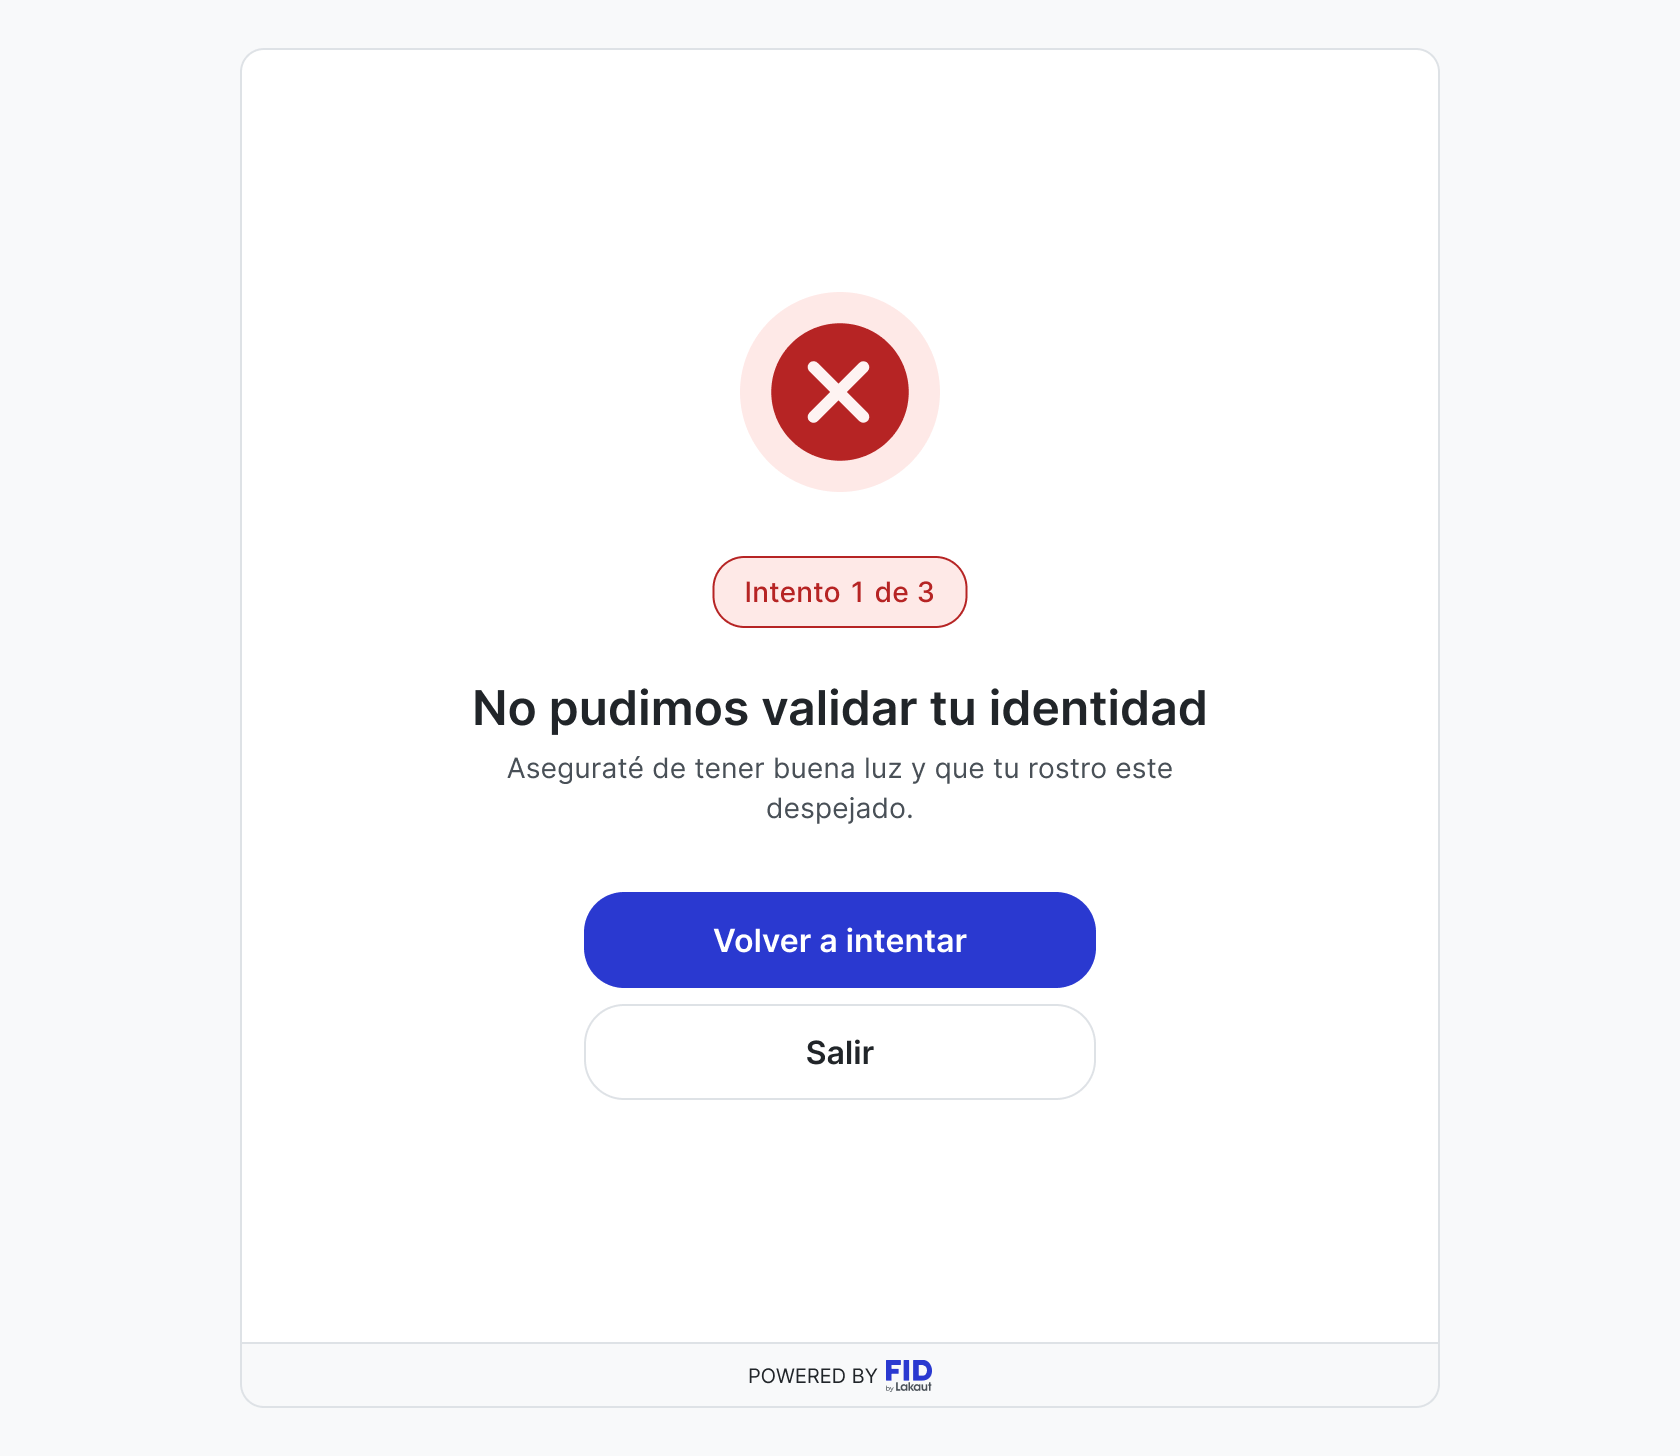 Intento 1 de 3
No pudimos validar tu identidad
Aseguraté de tener buena luz y que tu rostro este
despejado.
Volver a intentar
Salir
POWERED BY FID
by Lakaut